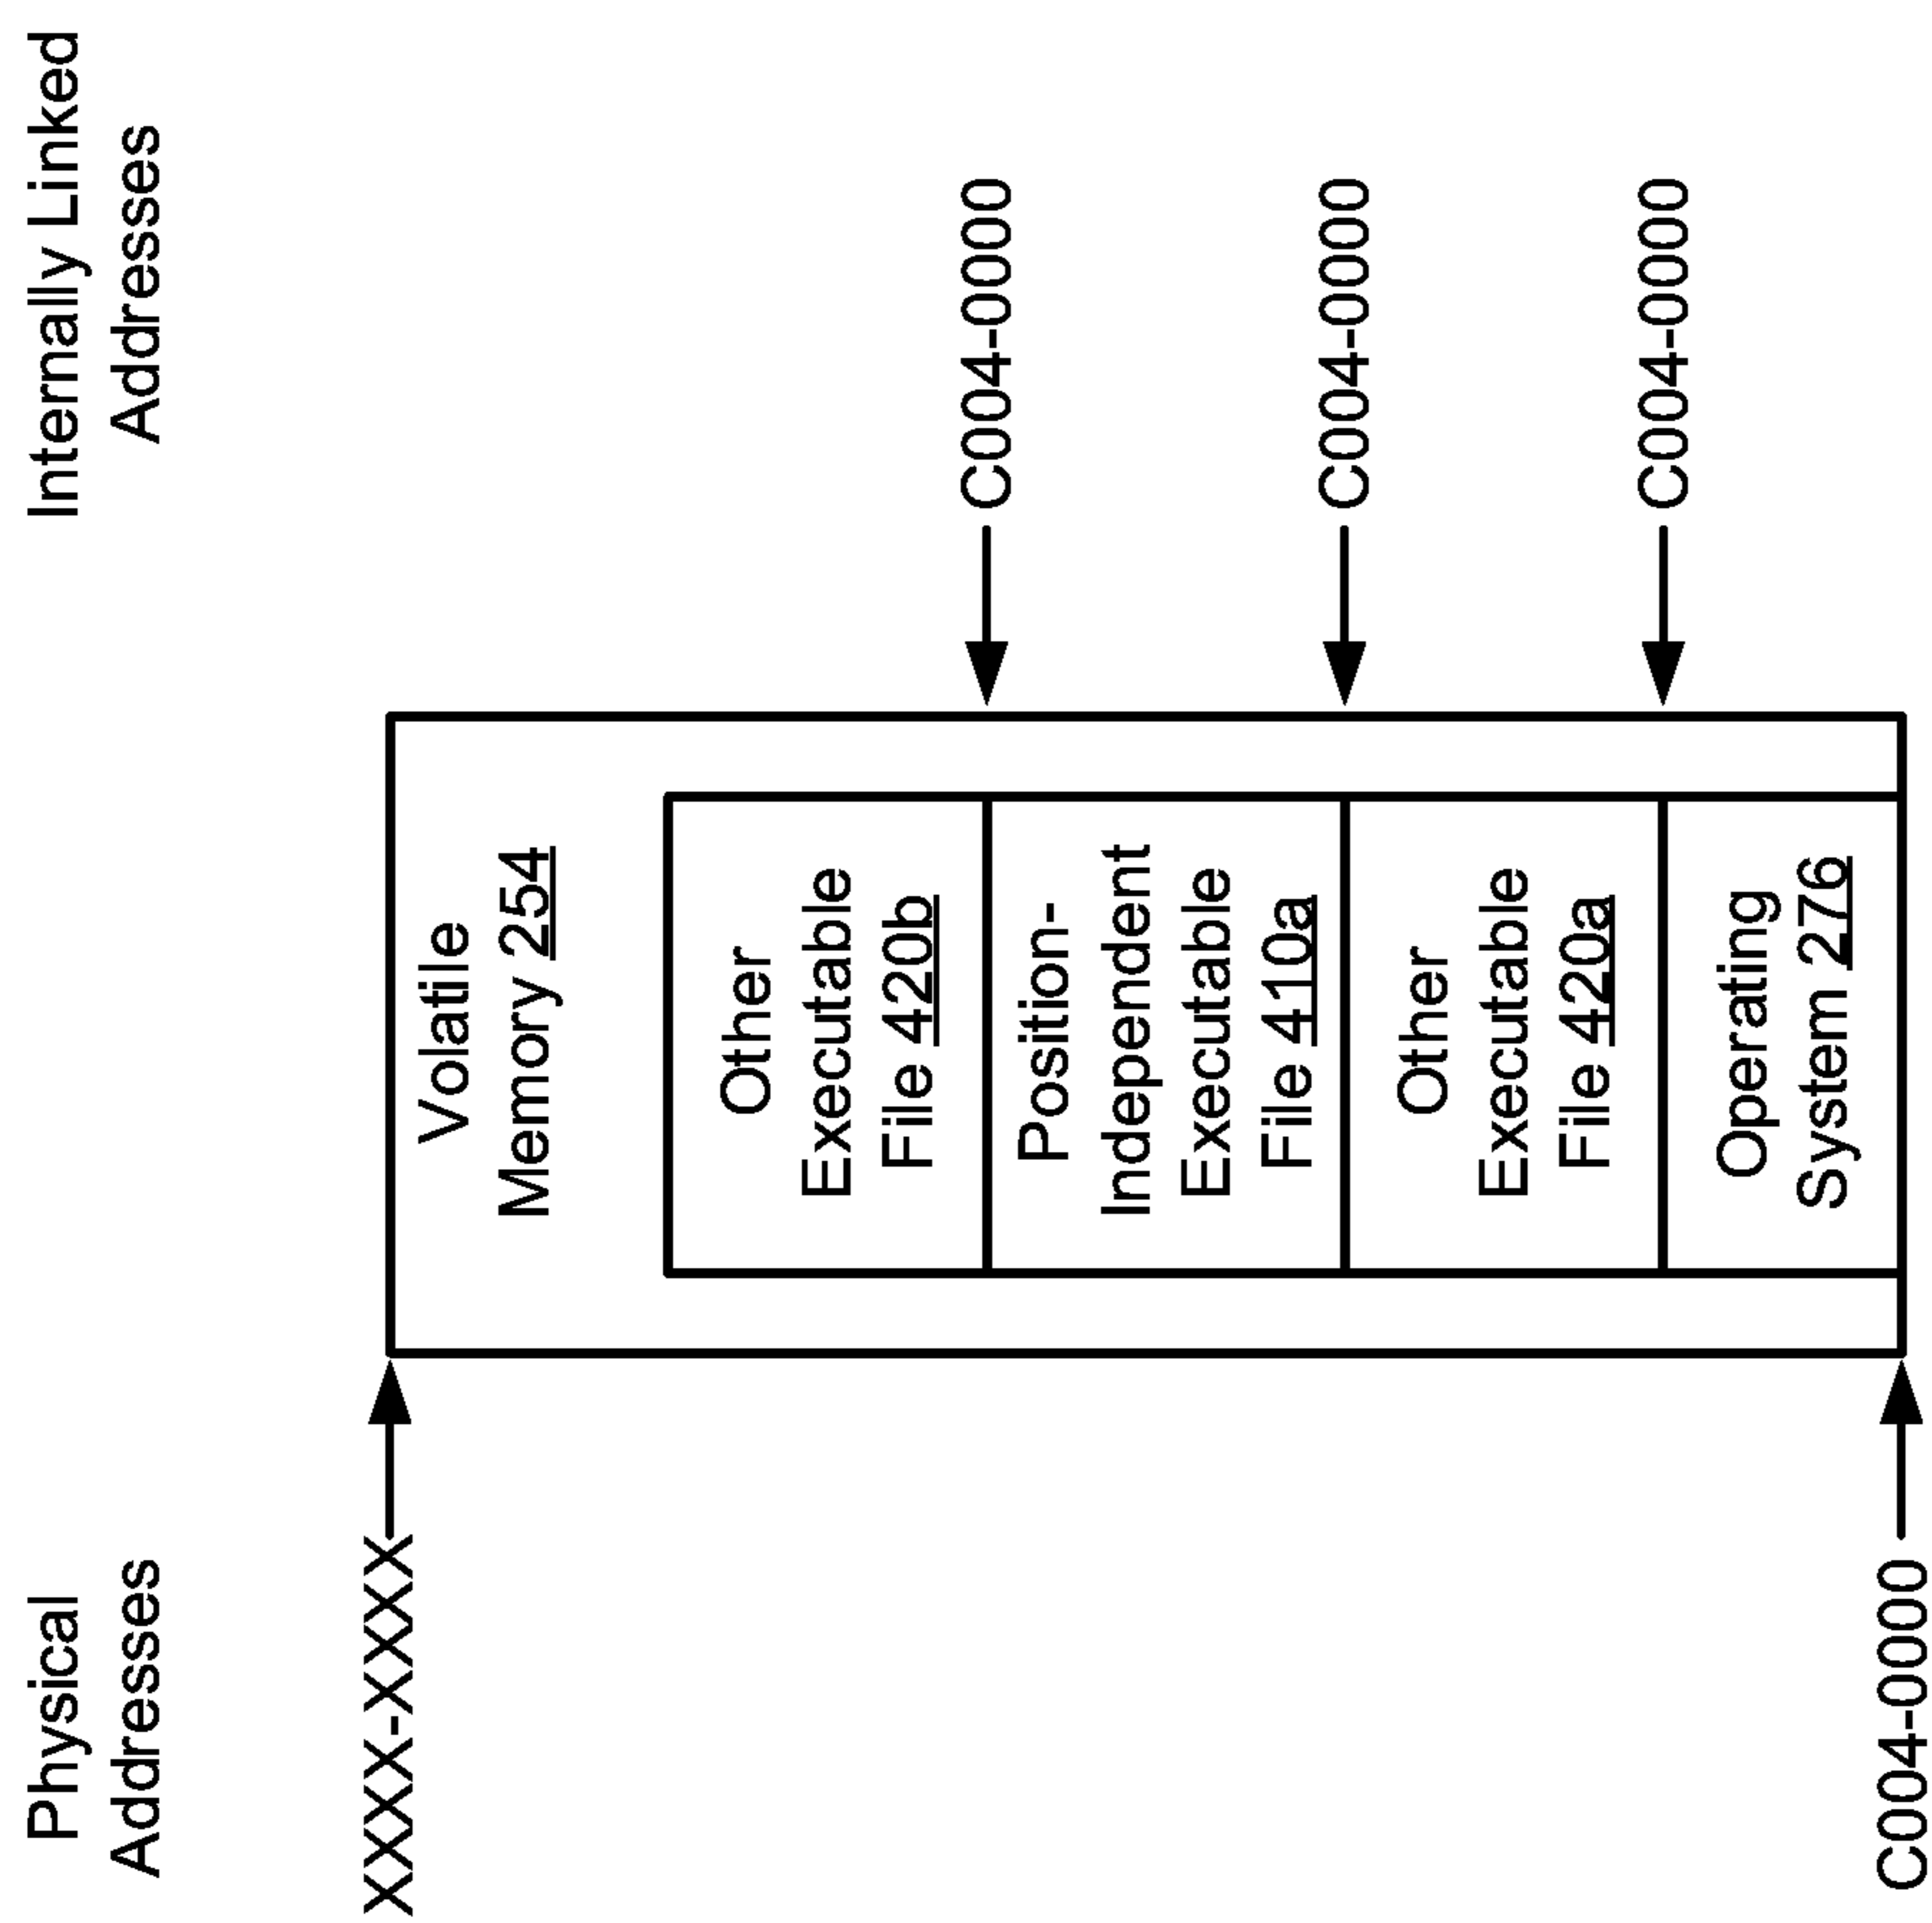 Physical
Addresses
Internally Linked
Addresses
XXXX-XXXX
Volatile
Memory 254
Other
Executable
File 420b
C004-0000
Position-
Independent
Executable
File 410a
C004-0000
Other
Executable
File 420a
C004-0000
Operating
System 276
C004-0000